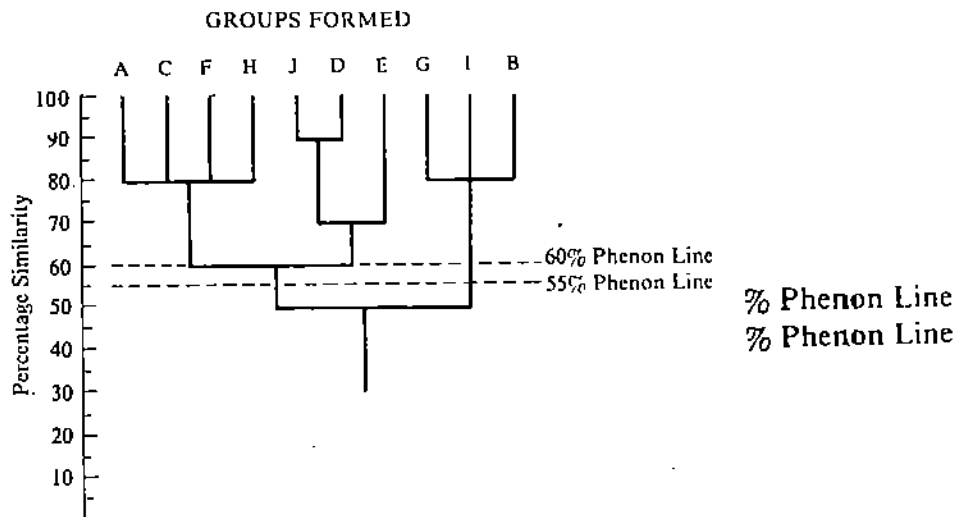 GROUPS FORMED
A C F H J D E G I B
100
90
80
70
60
50
40
30
20
10
Percentage Similarity
60% Phenon Line
55% Phenon Line
% Phenon Line
% Phenon Line